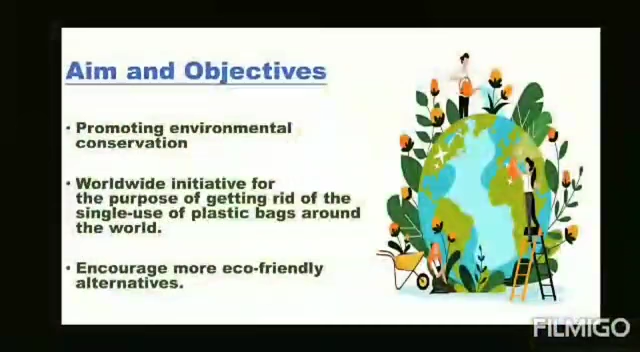 Aim and Objectives
• Promoting environmental
conservation
• Worldwide initiative for
the purpose of getting rid of the
single-use of plastic bags around
the world.
• Encourage more eco-friendly
alternatives.
FILMIGO